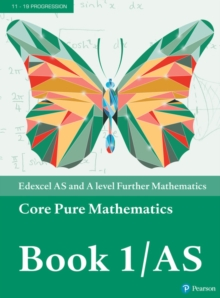 11 - 19 PROGRESSION
Edexcel AS and A level Further Mathematics
Core Pure Mathematics
Book 1/AS
Pearson